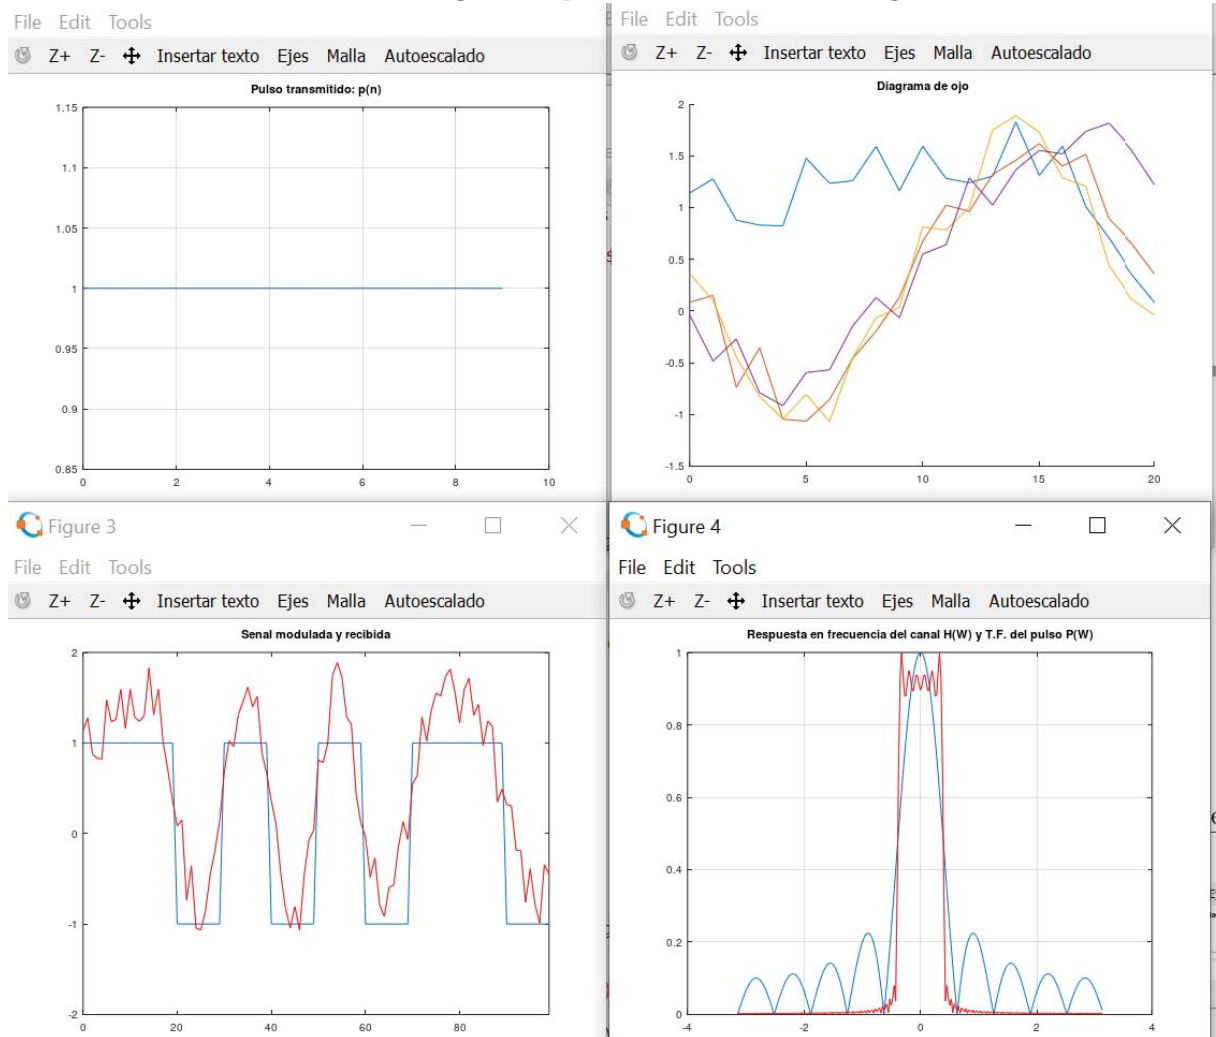 File Edit Tools
Z+ Z- Insertar texto Ejes Malla Autoescalado
Pulso transmitido: p(n)
1.15
1.1
1.05
1
0.95
0.9
0.85
0 2 4 6 8 10
File Edit Tools
Z+ Z- Insertar texto Ejes Malla Autoescalado
Diagrama de ojo
2
1.5
1
0.5
0
-0.5
-1
-1.5
0 5 10 15 20
Figure 3
File Edit Tools
Z+ Z- Insertar texto Ejes Malla Autoescalado
Senal modulada y recibida
2
1
0
-1
-2
0 20 40 60 80
Figure 4
File Edit Tools
Z+ Z- Insertar texto Ejes Malla Autoescalado
Respuesta en frecuencia del canal H(W) y T.F. del pulso P(W)
1
0.8
0.6
0.4
0.2
0
-4 -2 0 2 4